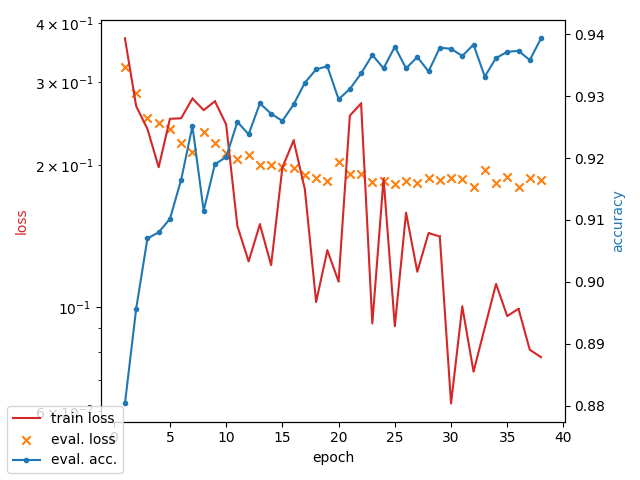 4 × 10⁻¹
3 × 10⁻¹
2 × 10⁻¹
10⁻¹
loss
0.94
0.93
0.92
0.91
0.90
0.89
0.88
accuracy
5 10 15 20 25 30 35 40
epoch
train loss
eval. loss
eval. acc.